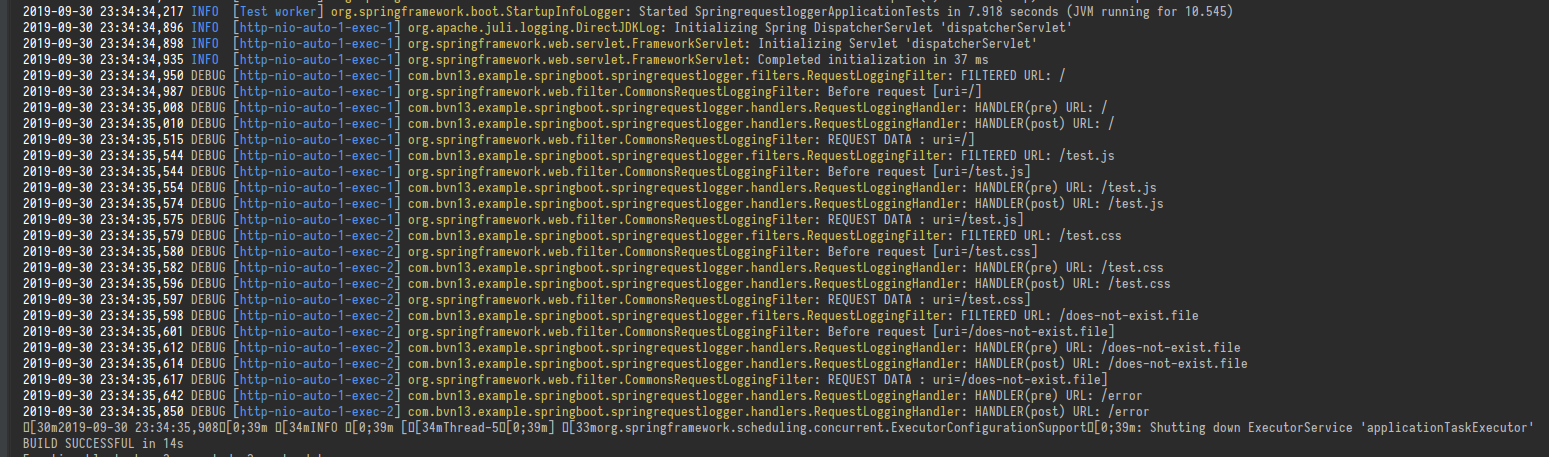 2019-09-30 23:34:34,217 INFO  [Test worker] org.springframework.boot.StartupInfoLogger: Started SpringrequestloggerApplicationTests in 7.918 seconds (JVM running for 10.545)
2019-09-30 23:34:34,896 INFO  [http-nio-auto-1-exec-1] org.apache.juli.logging.DirectJDKLog: Initializing Spring DispatcherServlet 'dispatcherServlet'
2019-09-30 23:34:34,898 INFO  [http-nio-auto-1-exec-1] org.springframework.web.servlet.FrameworkServlet: Initializing Servlet 'dispatcherServlet'
2019-09-30 23:34:34,935 INFO  [http-nio-auto-1-exec-1] org.springframework.web.servlet.FrameworkServlet: Completed initialization in 37 ms
2019-09-30 23:34:34,950 DEBUG [http-nio-auto-1-exec-1] com.bvn13.example.springboot.springrequestlogger.filters.RequestLoggingFilter: FILTERED URL: /
2019-09-30 23:34:34,987 DEBUG [http-nio-auto-1-exec-1] org.springframework.web.filter.CommonsRequestLoggingFilter: Before request [uri=/]
2019-09-30 23:34:35,008 DEBUG [http-nio-auto-1-exec-1] com.bvn13.example.springboot.springrequestlogger.handlers.RequestLoggingHandler: HANDLER(pre) URL: /
2019-09-30 23:34:35,010 DEBUG [http-nio-auto-1-exec-1] com.bvn13.example.springboot.springrequestlogger.handlers.RequestLoggingHandler: HANDLER(post) URL: /
2019-09-30 23:34:35,515 DEBUG [http-nio-auto-1-exec-1] org.springframework.web.filter.CommonsRequestLoggingFilter: REQUEST DATA : uri=/]
2019-09-30 23:34:35,544 DEBUG [http-nio-auto-1-exec-1] com.bvn13.example.springboot.springrequestlogger.filters.RequestLoggingFilter: FILTERED URL: /test.js
2019-09-30 23:34:35,544 DEBUG [http-nio-auto-1-exec-1] org.springframework.web.filter.CommonsRequestLoggingFilter: Before request [uri=/test.js]
2019-09-30 23:34:35,554 DEBUG [http-nio-auto-1-exec-1] com.bvn13.example.springboot.springrequestlogger.handlers.RequestLoggingHandler: HANDLER(pre) URL: /test.js
2019-09-30 23:34:35,574 DEBUG [http-nio-auto-1-exec-1] com.bvn13.example.springboot.springrequestlogger.handlers.RequestLoggingHandler: HANDLER(post) URL: /test.js
2019-09-30 23:34:35,575 DEBUG [http-nio-auto-1-exec-1] org.springframework.web.filter.CommonsRequestLoggingFilter: REQUEST DATA : uri=/test.js]
2019-09-30 23:34:35,579 DEBUG [http-nio-auto-1-exec-2] com.bvn13.example.springboot.springrequestlogger.filters.RequestLoggingFilter: FILTERED URL: /test.css
2019-09-30 23:34:35,580 DEBUG [http-nio-auto-1-exec-2] org.springframework.web.filter.CommonsRequestLoggingFilter: Before request [uri=/test.css]
2019-09-30 23:34:35,582 DEBUG [http-nio-auto-1-exec-2] com.bvn13.example.springboot.springrequestlogger.handlers.RequestLoggingHandler: HANDLER(pre) URL: /test.css
2019-09-30 23:34:35,596 DEBUG [http-nio-auto-1-exec-2] com.bvn13.example.springboot.springrequestlogger.handlers.RequestLoggingHandler: HANDLER(post) URL: /test.css
2019-09-30 23:34:35,597 DEBUG [http-nio-auto-1-exec-2] org.springframework.web.filter.CommonsRequestLoggingFilter: REQUEST DATA : uri=/test.css]
2019-09-30 23:34:35,598 DEBUG [http-nio-auto-1-exec-2] com.bvn13.example.springboot.springrequestlogger.filters.RequestLoggingFilter: FILTERED URL: /does-not-exist.file
2019-09-30 23:34:35,601 DEBUG [http-nio-auto-1-exec-2] org.springframework.web.filter.CommonsRequestLoggingFilter: Before request [uri=/does-not-exist.file]
2019-09-30 23:34:35,612 DEBUG [http-nio-auto-1-exec-2] com.bvn13.example.springboot.springrequestlogger.handlers.RequestLoggingHandler: HANDLER(pre) URL: /does-not-exist.file
2019-09-30 23:34:35,614 DEBUG [http-nio-auto-1-exec-2] com.bvn13.example.springboot.springrequestlogger.handlers.RequestLoggingHandler: HANDLER(post) URL: /does-not-exist.file
2019-09-30 23:34:35,617 DEBUG [http-nio-auto-1-exec-2] org.springframework.web.filter.CommonsRequestLoggingFilter: REQUEST DATA : uri=/does-not-exist.file]
2019-09-30 23:34:35,642 DEBUG [http-nio-auto-1-exec-2] com.bvn13.example.springboot.springrequestlogger.handlers.RequestLoggingHandler: HANDLER(pre) URL: /error
2019-09-30 23:34:35,850 DEBUG [http-nio-auto-1-exec-2] com.bvn13.example.springboot.springrequestlogger.handlers.RequestLoggingHandler: HANDLER(post) URL: /error
▯[30m2019-09-30 23:34:35,908▯[0;39m ▯[34mINFO ▯[0;39m [▯[34mThread-5▯[0;39m] ▯[33morg.springframework.scheduling.concurrent.ExecutorConfigurationSupport▯[0;39m: Shutting down ExecutorService 'applicationTaskExecutor'
BUILD SUCCESSFUL in 14s